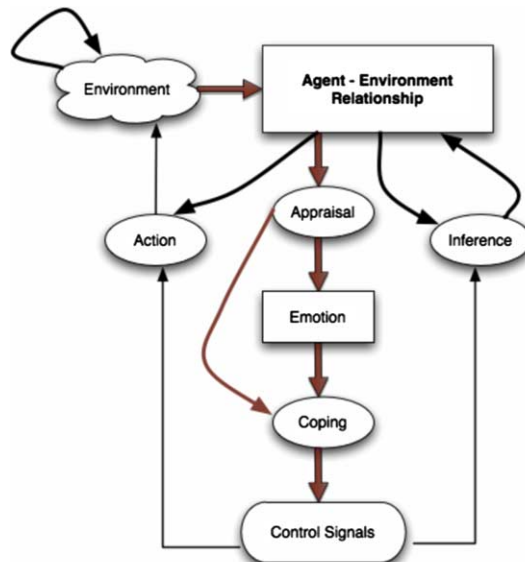 Environment
Agent - Environment
Relationship
Appraisal
Action
Inference
Emotion
Coping
Control Signals